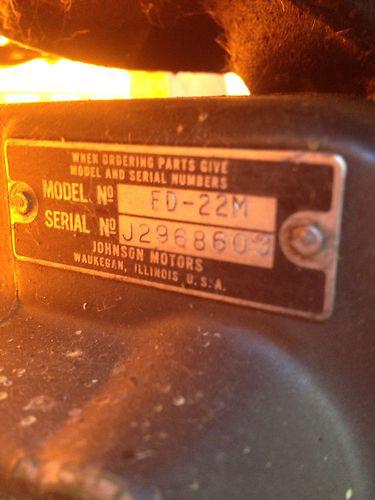 WHEN ORDERING PARTS GIVE
MODEL AND SERIAL NUMBERS
MODEL Nº FD-22M
SERIAL Nº J2968603
JOHNSON MOTORS
WAUKEGAN, ILLINOIS, U.S.A.